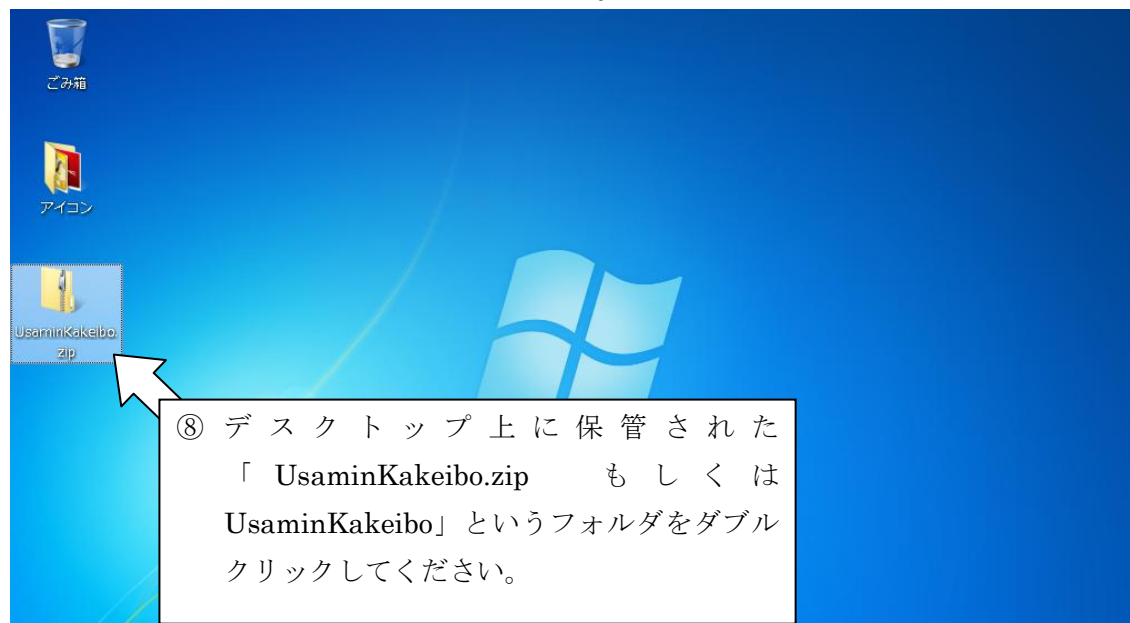 ごみ箱
アイコン
UsaminKakeibo.
zip
⑧ デスクトップ上に保管された
「UsaminKakeibo.zip もしくは
UsaminKakeibo」というフォルダをダブル
クリックしてください。